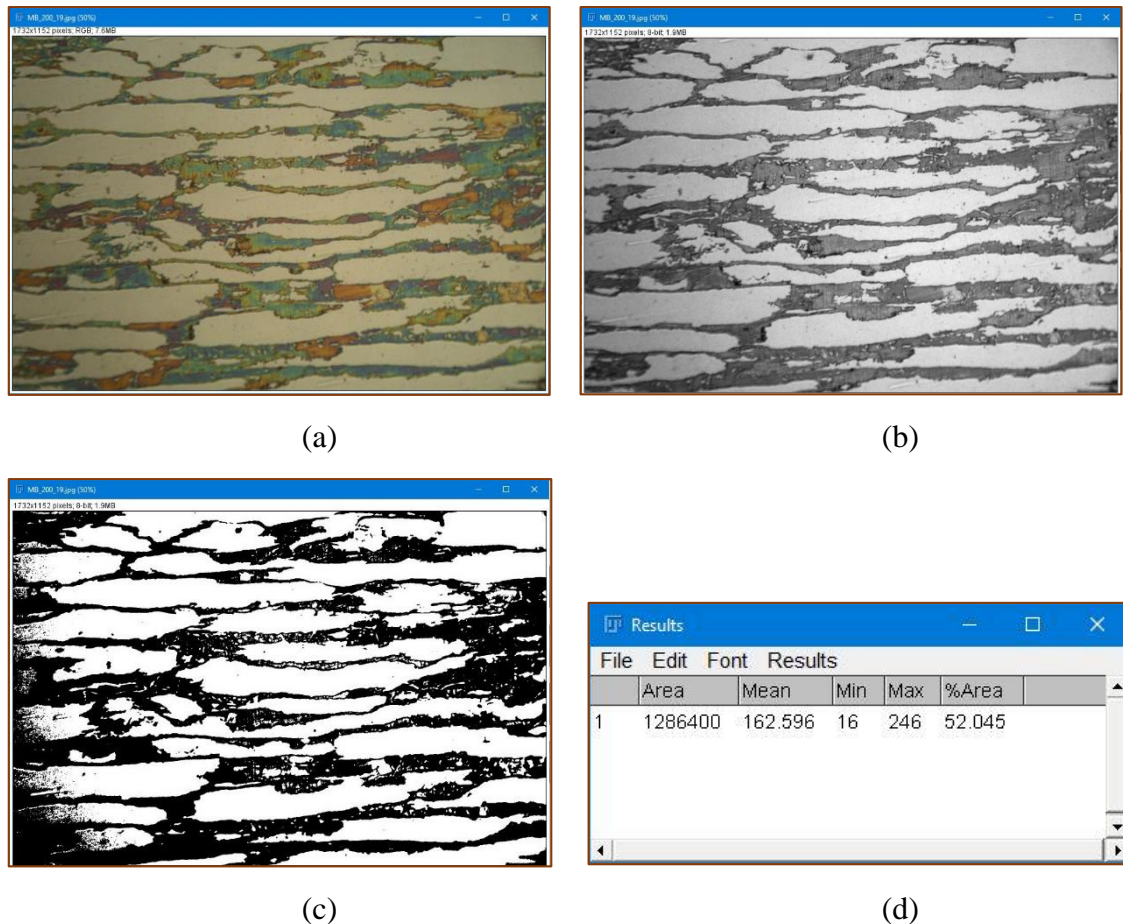 MB_200_19.jpg (50%)
1732x1152 pixels; RGB; 7.6MB
MB_200_19.jpg (50%)
1732x1152 pixels; 8-bit; 1.9MB
(a)
(b)
MB_200_19.jpg (50%)
1732x1152 pixels; 8-bit; 1.9MB
Results
File Edit Font Results
Area Mean Min Max %Area
1 1286400 162.596 16 246 52.045
(c)
(d)